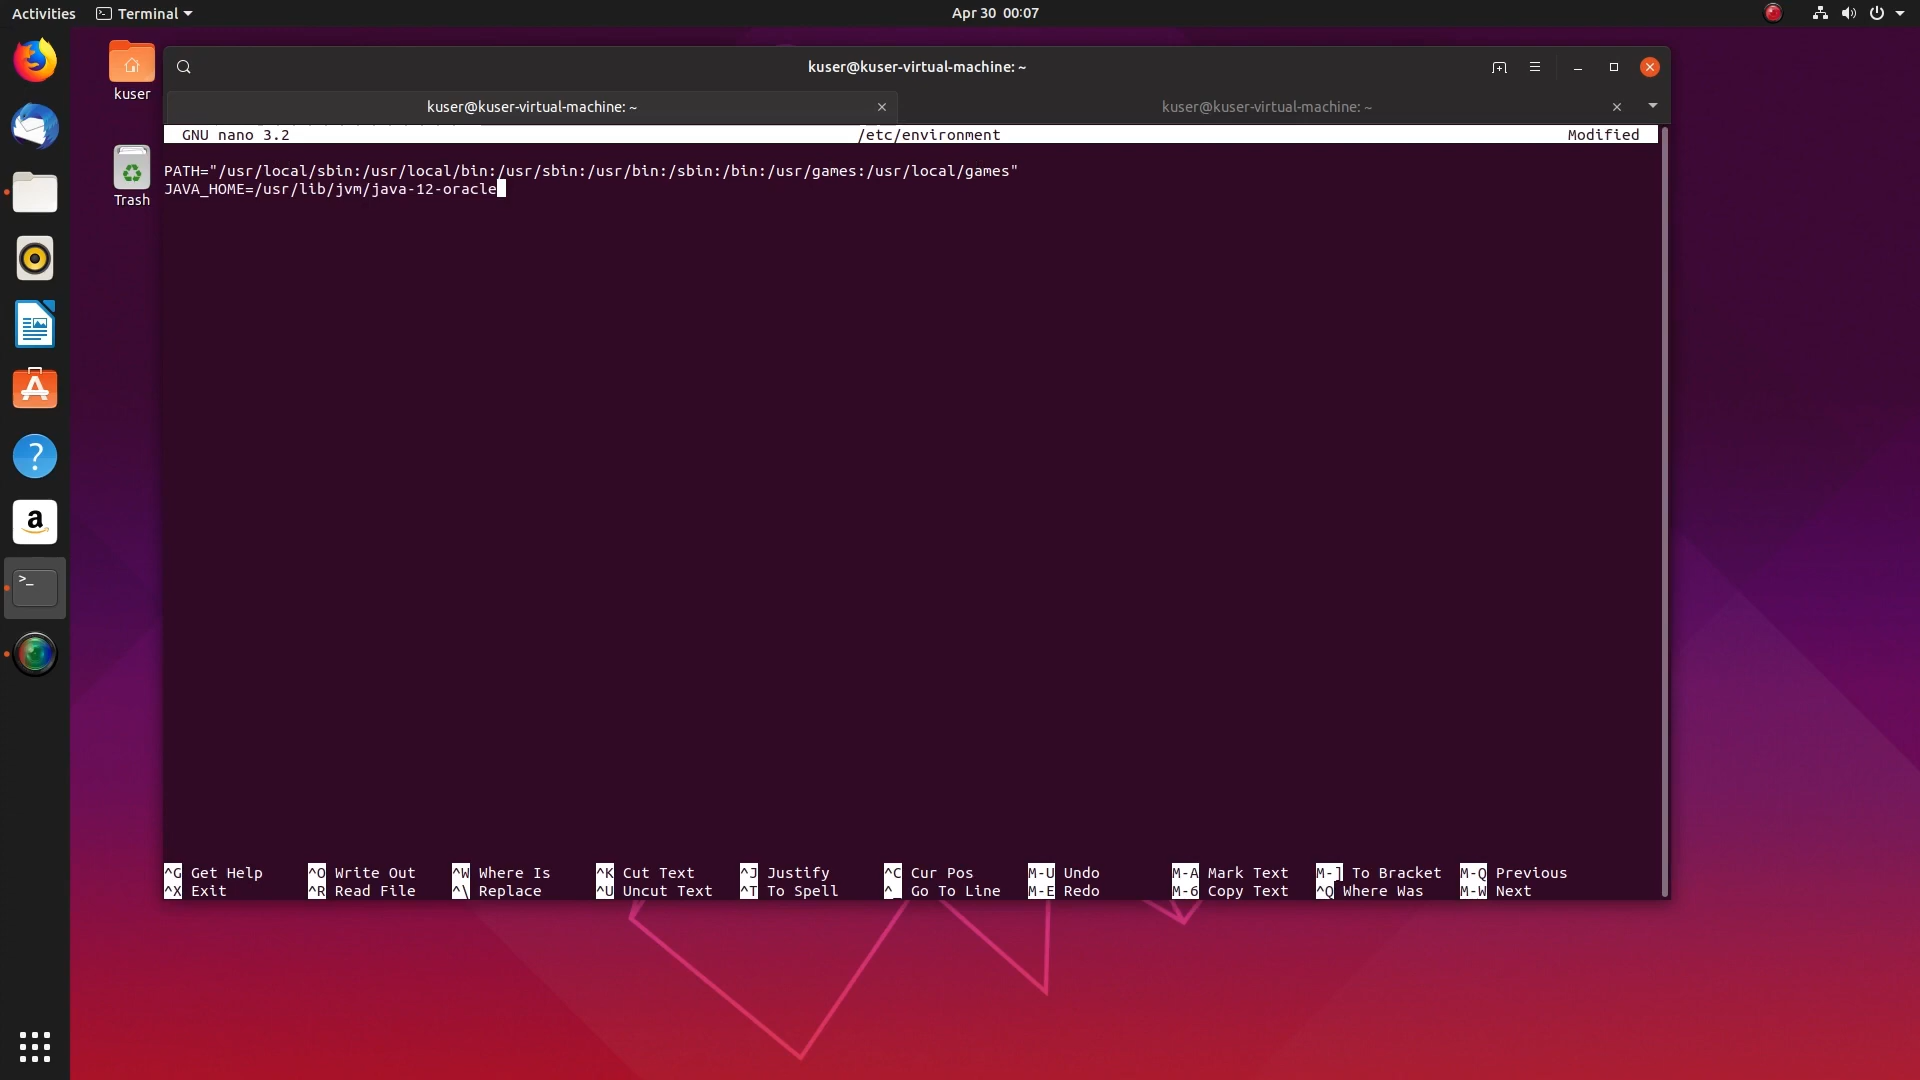 Activities
Terminal
Apr 30 00:07
kuser
Trash
kuser@kuser-virtual-machine: ~
kuser@kuser-virtual-machine: ~
kuser@kuser-virtual-machine: ~
GNU nano 3.2 /etc/environment Modified
PATH="/usr/local/sbin:/usr/local/bin:/usr/sbin:/usr/bin:/sbin:/bin:/usr/games:/usr/local/games"
JAVA_HOME=/usr/lib/jvm/java-12-oracle
^G Get Help ^O Write Out ^W Where Is ^K Cut Text ^J Justify ^C Cur Pos M-U Undo M-A Mark Text M-] To Bracket M-Q Previous
^X Exit ^R Read File ^\ Replace ^U Uncut Text ^T To Spell ^_ Go To Line M-E Redo M-6 Copy Text ^Q Where Was M-W Next